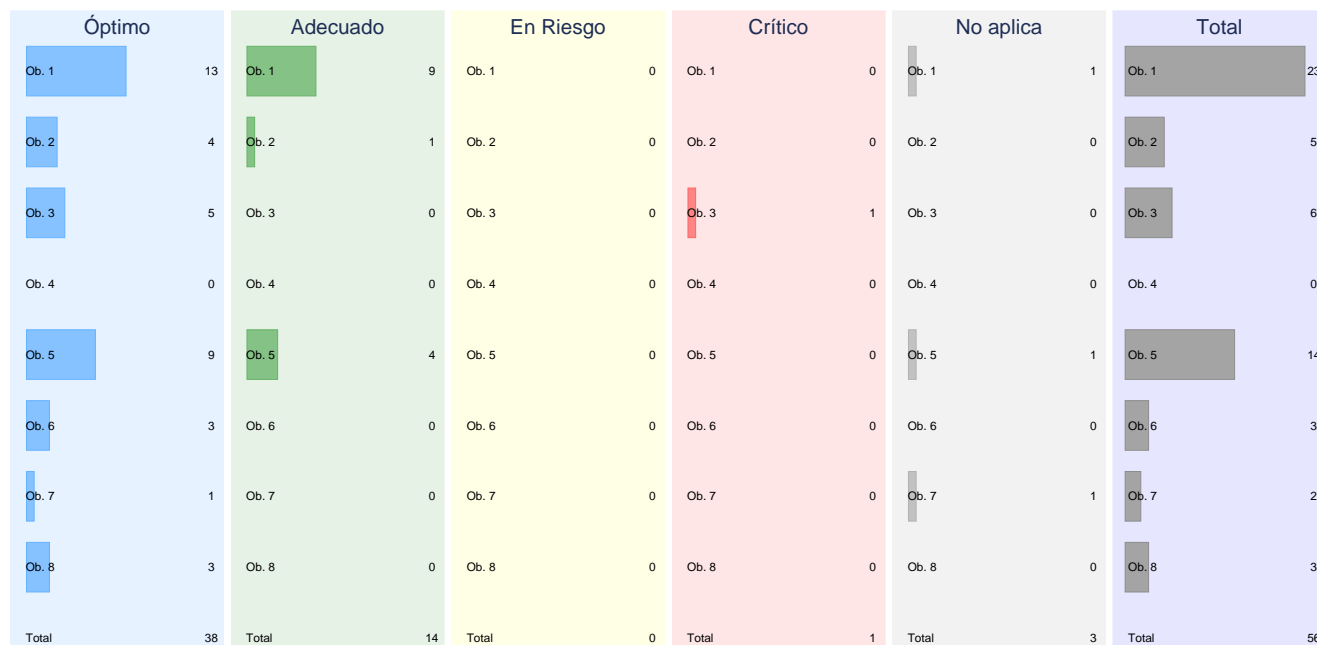 Óptimo Adecuado En Riesgo Crítico No aplica Total
Ob. 1 13 Ob. 1 9 Ob. 1 0 Ob. 1 0 Ob. 1 1 Ob. 1 23
Ob. 2 4 Ob. 2 1 Ob. 2 0 Ob. 2 0 Ob. 2 0 Ob. 2 5
Ob. 3 5 Ob. 3 0 Ob. 3 0 Ob. 3 1 Ob. 3 0 Ob. 3 6
Ob. 4 0 Ob. 4 0 Ob. 4 0 Ob. 4 0 Ob. 4 0 Ob. 4 0
Ob. 5 9 Ob. 5 4 Ob. 5 0 Ob. 5 0 Ob. 5 1 Ob. 5 14
Ob. 6 3 Ob. 6 0 Ob. 6 0 Ob. 6 0 Ob. 6 0 Ob. 6 3
Ob. 7 1 Ob. 7 0 Ob. 7 0 Ob. 7 0 Ob. 7 1 Ob. 7 2
Ob. 8 3 Ob. 8 0 Ob. 8 0 Ob. 8 0 Ob. 8 0 Ob. 8 3
Total 38 Total 14 Total 0 Total 1 Total 3 Total 56